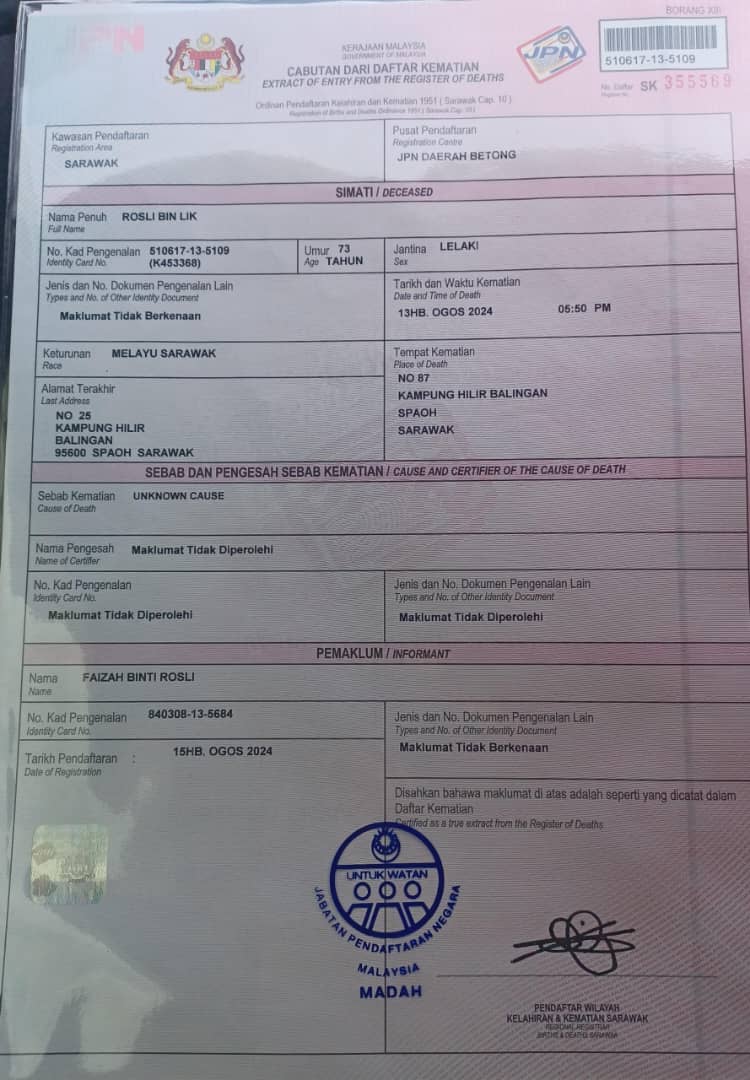 BORANG XIII
JPN
KERAJAAN MALAYSIA
GOVERNMENT OF MALAYSIA
CABUTAN DARI DAFTAR KEMATIAN
EXTRACT OF ENTRY FROM THE REGISTER OF DEATHS
Ordinan Pendaftaran Kelahiran dan Kematian 1951 ( Sarawak Cap. 10 )
Registration of Births and Deaths Ordinance 1951 ( Sarawak Cap. 10 )
JPN
510617-13-5109
No. Daftar SK 355569
Register No.
Kawasan Pendaftaran
Registration Area
SARAWAK
Pusat Pendaftaran
Registration Centre
JPN DAERAH BETONG
SIMATI / DECEASED
Nama Penuh ROSLI BIN LIK
Full Name
No. Kad Pengenalan 510617-13-5109
Identity Card No. (K453368)
Umur 73
Age TAHUN
Jantina LELAKI
Sex
Jenis dan No. Dokumen Pengenalan Lain
Types and No. of Other Identity Document
Maklumat Tidak Berkenaan
Tarikh dan Waktu Kematian
Date and Time of Death
13HB. OGOS 2024 05:50 PM
Keturunan MELAYU SARAWAK
Race
Alamat Terakhir
Last Address
NO 25
KAMPUNG HILIR
BALINGAN
95600 SPAOH SARAWAK
Tempat Kematian
Place of Death
NO 87
KAMPUNG HILIR BALINGAN
SPAOH
SARAWAK
SEBAB DAN PENGESAH SEBAB KEMATIAN / CAUSE AND CERTIFIER OF THE CAUSE OF DEATH
Sebab Kematian UNKNOWN CAUSE
Cause of Death
Nama Pengesah Maklumat Tidak Diperolehi
Name of Certifier
No. Kad Pengenalan
Identity Card No.
Maklumat Tidak Diperolehi
Jenis dan No. Dokumen Pengenalan Lain
Types and No. of Other Identity Document
Maklumat Tidak Diperolehi
PEMAKLUM / INFORMANT
Nama FAIZAH BINTI ROSLI
Name
No. Kad Pengenalan 840308-13-5684
Identity Card No.
Jenis dan No. Dokumen Pengenalan Lain
Types and No. of Other Identity Document
Maklumat Tidak Berkenaan
Tarikh Pendaftaran : 15HB. OGOS 2024
Date of Registration
Disahkan bahawa maklumat di atas adalah seperti yang dicatat dalam
Daftar Kematian
Certified as a true extract from the Register of Deaths
UNTUK WATAN
JABATAN PENDAFTARAN NEGARA
MALAYSIA
MADAH
PENDAFTAR WILAYAH
KELAHIRAN & KEMATIAN SARAWAK
REGIONAL REGISTRAR
BIRTHS & DEATHS, SARAWAK